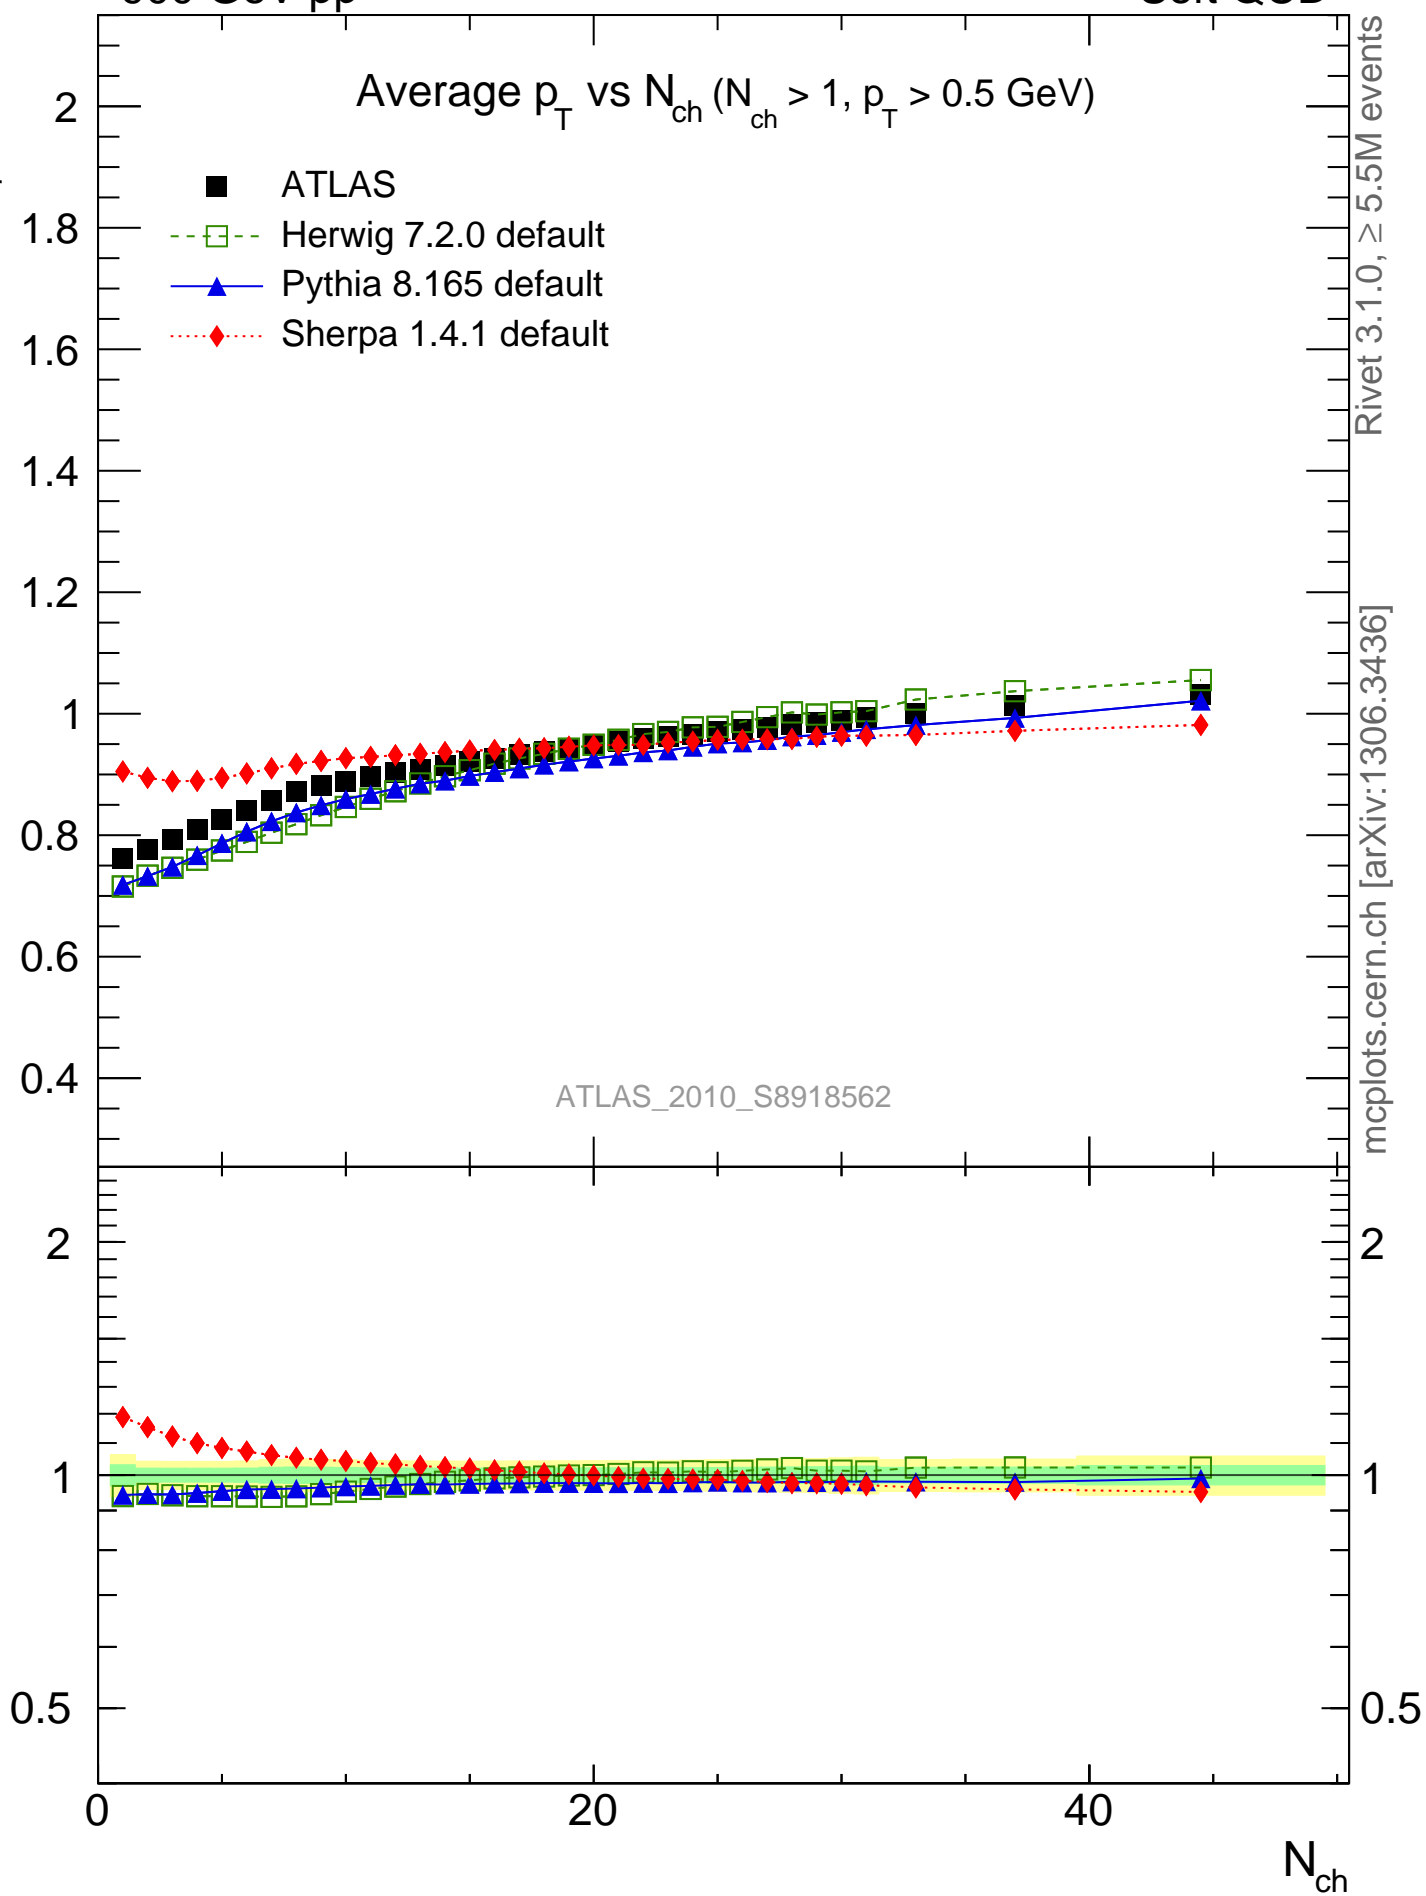 Average p_T vs N_ch (N_ch > 1, p_T > 0.5 GeV)
ATLAS
Herwig 7.2.0 default
Pythia 8.165 default
Sherpa 1.4.1 default
2
1.8
1.6
1.4
1.2
1
0.8
0.6
0.4
ATLAS_2010_S8918562
Rivet 3.1.0, ≥ 5.5M events
mcplots.cern.ch [arXiv:1306.3436]
2
1
0.5
2
1
0.5
0
20
40
N_ch